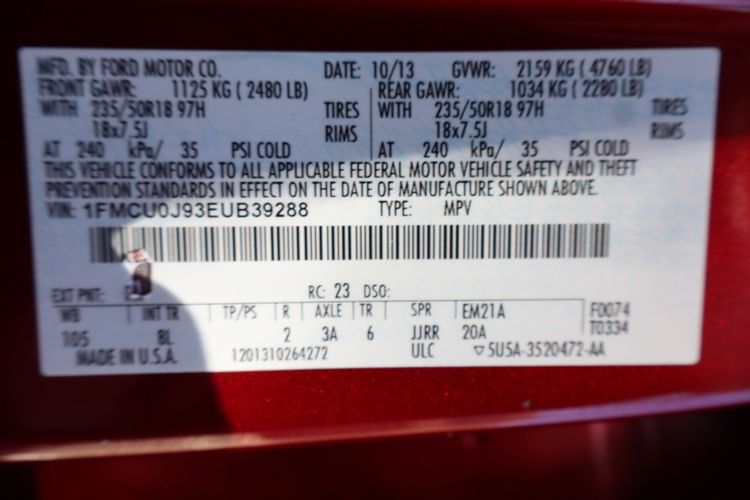 MFD. BY FORD MOTOR CO. DATE: 10/13 GVWR: 2159 KG ( 4760 LB)
FRONT GAWR: 1125 KG ( 2480 LB) REAR GAWR: 1034 KG ( 2280 LB)
WITH 235/50R18 97H TIRES WITH 235/50R18 97H TIRES
18x7.5J RIMS 18x7.5J RIMS
AT 240 kPa/ 35 PSI COLD AT 240 kPa/ 35 PSI COLD
THIS VEHICLE CONFORMS TO ALL APPLICABLE FEDERAL MOTOR VEHICLE SAFETY AND THEFT
PREVENTION STANDARDS IN EFFECT ON THE DATE OF MANUFACTURE SHOWN ABOVE.
VIN: 1FMCU0J93EUB39288 TYPE: MPV
EXT PNT: RC: 23 DSO:
WB INT TR TP/PS R AXLE TR SPR EM21A F0074
105 8L 2 3A 6 JJRR 20A T0334
MADE IN U.S.A. 1201310264272 ULC ▽5U5A-3520472-AA